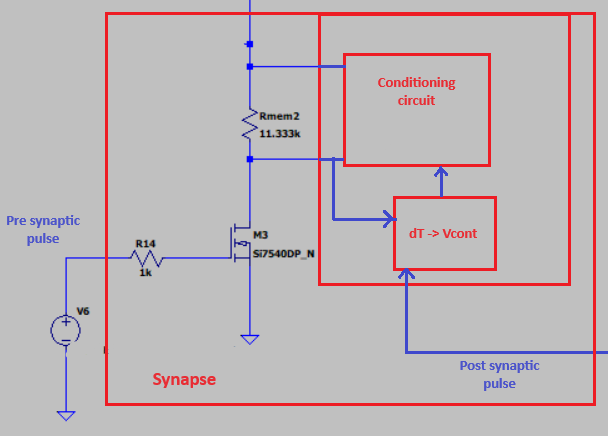 Conditioning
circuit
Rmem2
11.333k
Pre synaptic
pulse
dT -> Vcont
R14
1k
M3
Si7540DP_N
V6
Post synaptic
pulse
Synapse